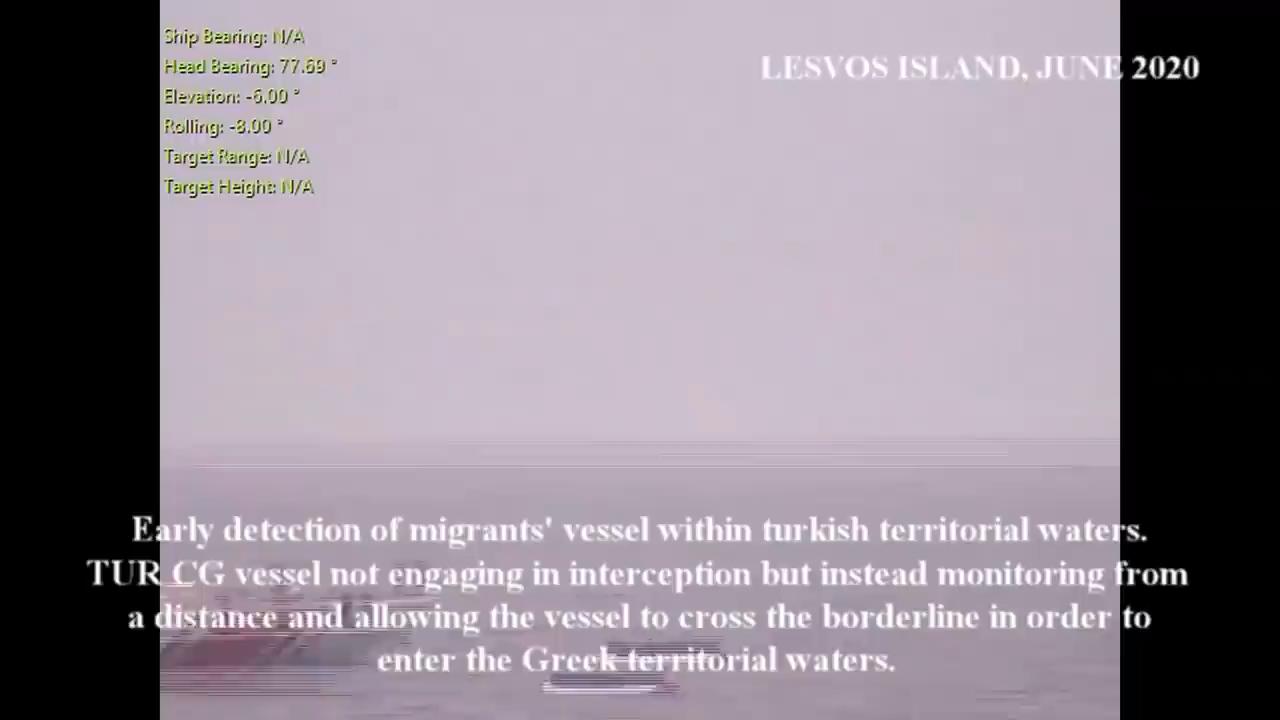 Ship Bearing: N/A
Head Bearing: 77.69 °
Elevation: -6.00 °
Rolling: -8.00 °
Target Range: N/A
Target Height: N/A
LESVOS ISLAND, JUNE 2020
Early detection of migrants' vessel within turkish territorial waters.
TUR CG vessel not engaging in interception but instead monitoring from
a distance and allowing the vessel to cross the borderline in order to
enter the Greek territorial waters.